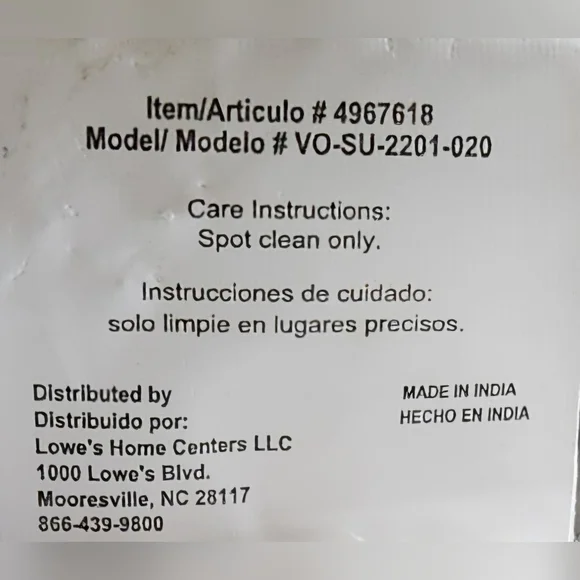 Item/Articulo # 4967618
Model/ Modelo # VO-SU-2201-020
Care Instructions:
Spot clean only.
Instrucciones de cuidado:
solo limpie en lugares precisos.
Distributed by
Distribuido por:
Lowe's Home Centers LLC
1000 Lowe's Blvd.
Mooresville, NC 28117
866-439-9800
MADE IN INDIA
HECHO EN INDIA